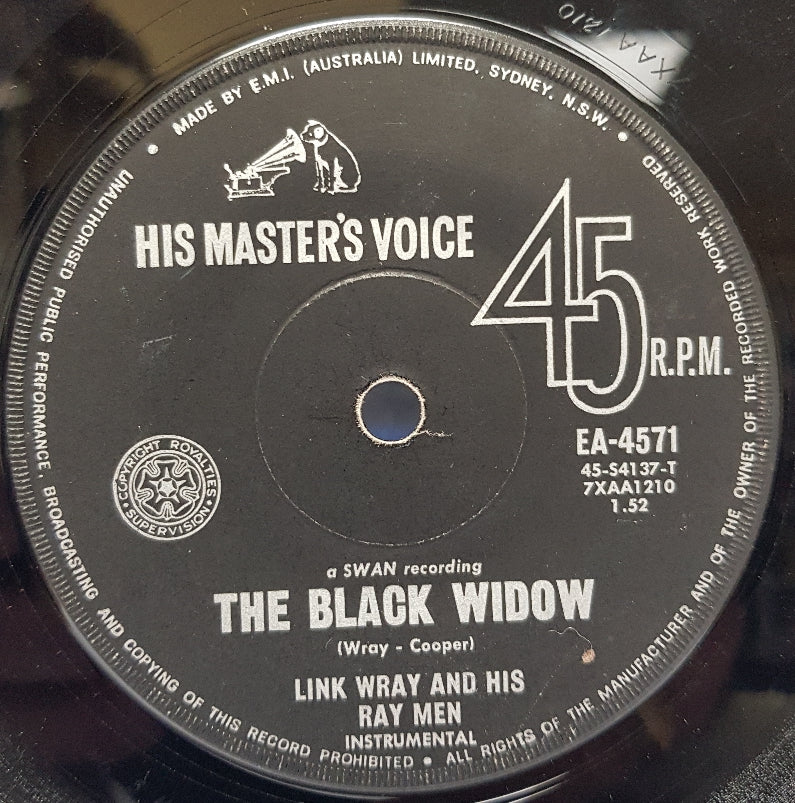 XAA1210
MADE BY E.M.I. (AUSTRALIA) LIMITED. SYDNEY. N.S.W. •
HIS MASTER'S VOICE
45 R.P.M.
EA-4571
45-S4137-T
7XAA1210
1.52
COPYRIGHT ROYALTIES
• SUPERVISION •
a SWAN recording
THE BLACK WIDOW
(Wray - Cooper)
LINK WRAY AND HIS
RAY MEN
INSTRUMENTAL
• UNAUTHORISED PUBLIC PERFORMANCE, BROADCASTING AND COPYING OF THIS RECORD PROHIBITED • ALL RIGHTS OF THE MANUFACTURER AND OF THE OWNER OF THE RECORDED WORK RESERVED